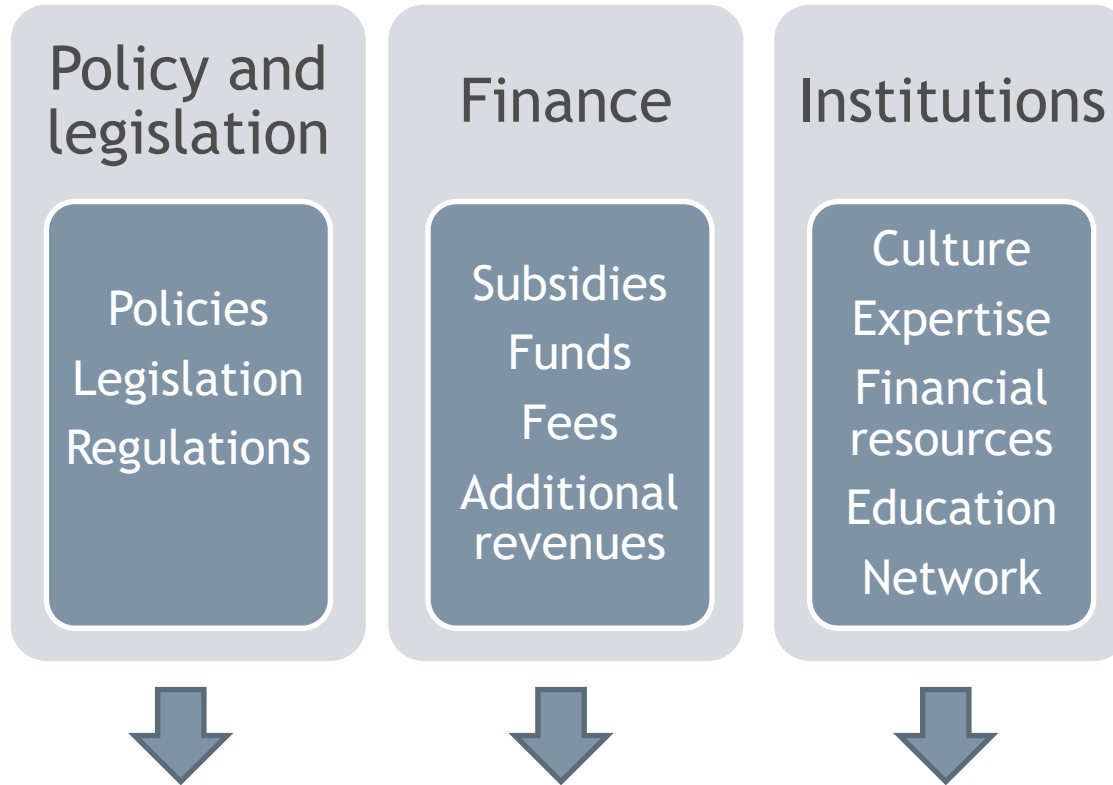 Policy and
legislation
Policies
Legislation
Regulations
Finance
Subsidies
Funds
Fees
Additional
revenues
Institutions
Culture
Expertise
Financial
resources
Education
Network